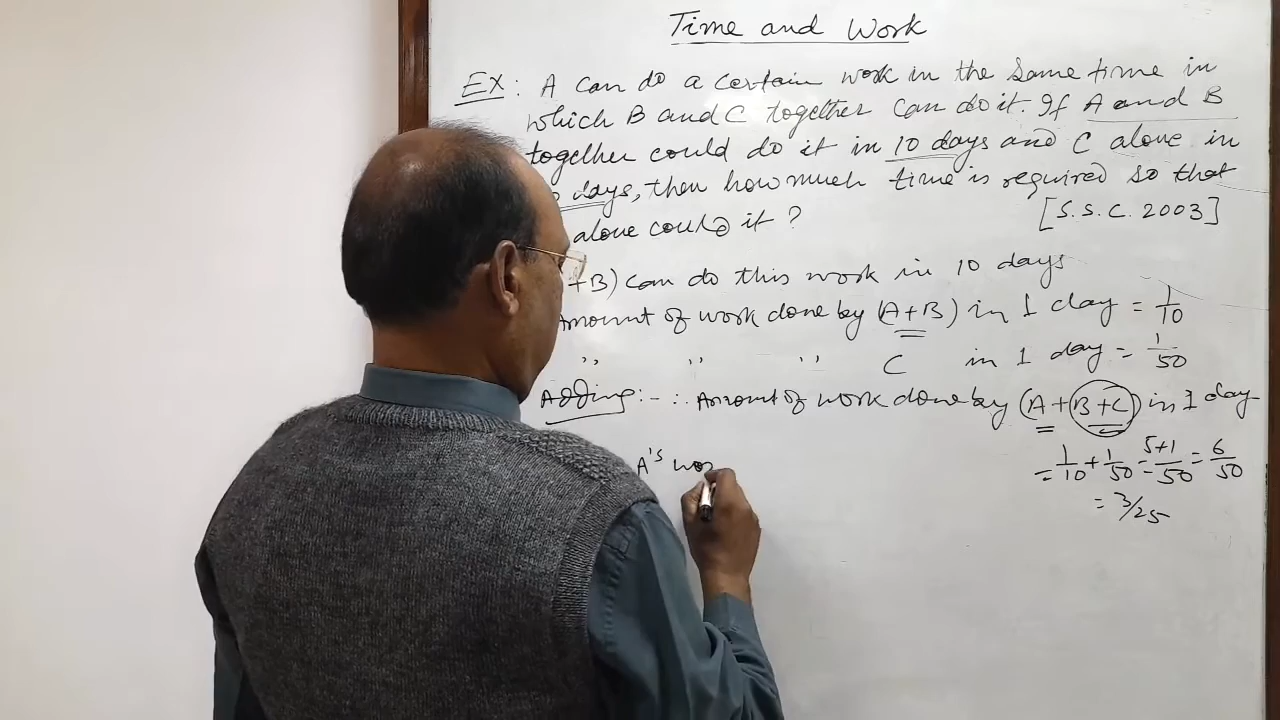 Time and Work
EX: A can do a certain work in the same time in
which B and C together can do it. If A and B
together could do it in 10 days and C alone in
days, then how much time is required so that
alone could it ?
[S.S.C. 2003]
+B) can do this work in 10 days
Amount of work done by (A+B) in 1 day = 1/10
" " " C in 1 day = 1/50
Adding:- ∴ Amount of work done by (A+(B+C)) in 1 day
= 1/10 + 1/50 = 5+1/50 = 6/50
= 3/25
A's wor